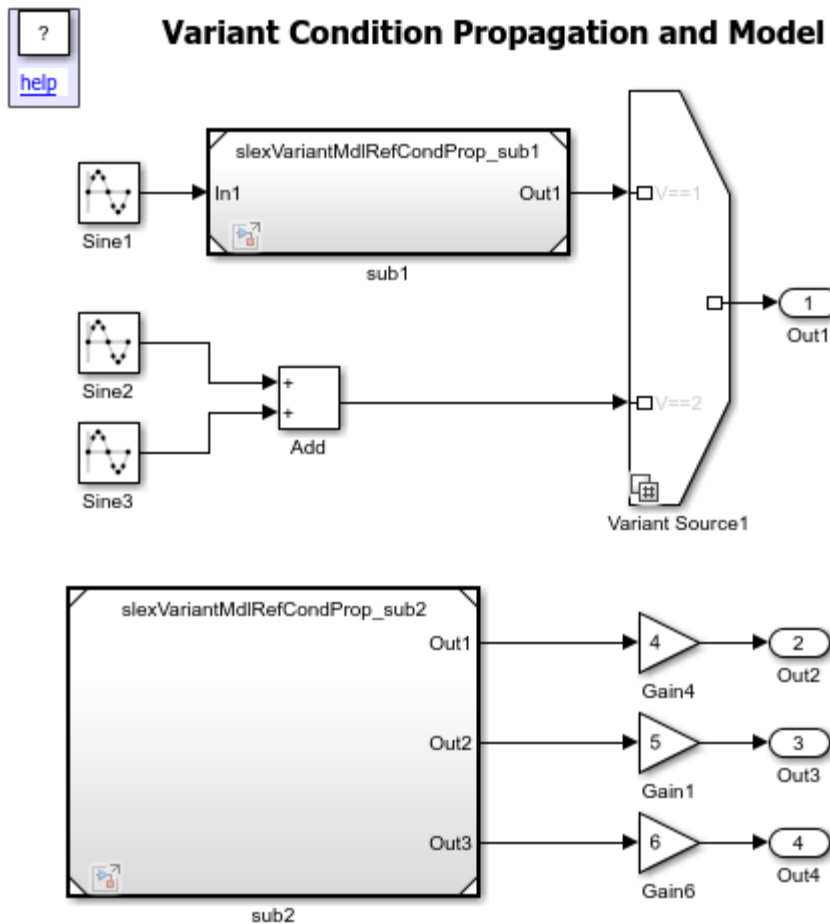 ?
help
Variant Condition Propagation and Model
slexVariantMdlRefCondProp_sub1
In1
Out1
sub1
Sine1
V==1
1
Out1
Sine2
+
+
Add
Sine3
V==2
Variant Source1
slexVariantMdlRefCondProp_sub2
Out1
4
2
Gain4
Out2
Out2
5
3
Gain1
Out3
Out3
6
4
Gain6
Out4
sub2